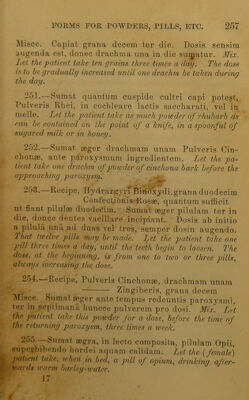 FORMS FOR POWDERS, PILLS, ETC. 257
Misce. Capiat grana decem ter die. Dosis sensim
augenda est, donec drachma una in die sumatur. Mix.
Let the patient take ten grains three times a day. The dose
is to be gradually increased until one drachm be taken during
the day.
251.—Sumat quantum cuspide cultri capi potest,
Pulveris Rhei, in cochleare lactis saccharati, vel in
melle. Let the patient take as much powder of rhubarb as
can be contained on the point of a knife, in a spoonful of
sugared milk or in honey.
252.—Sumat æger drachmam unam Pulveris Cin-
chonæ, ante paroxysmum ingredientem. Let the pa-
tient take one drachm of powder of cinchona bark before the
approaching paroxysm.
253.—Recipe, Hydrargyri Binoxydi, grana duodecim
Confectionis Rosæ, quantum sufficit
ut fiant pilulæ duodecim. Sumat æger pilulam ter in
die, donec dentes vacillare incipiant. Dosis ab initio
a pilulâ unâ ad duas vel tres, semper dosin augendo.
That twelve pills may be made. Let the patient take one
pill three times a day, until the teeth begin to loosen. The
dose, at the beginning, is from one to two or three pills,
always increasing the dose.
254.—Recipe, Pulveris Cinchonæ, drachmam unam
Zingiberis, grana decem
Misce. Sumat æger ante tempus redeuntis paroxysmi,
ter in septimanâ huncce pulverem pro dosi. Mix. Let
the patient take this powder for a dose, before the time of
the returning paroxysm, three times a week.
255.—Sumat ægra, in lecto composita, pilulam Opii,
superbibendo hordei aquam calidam. Let the (female)
patient take, when in bed, a pill of opium, drinking after-
wards warm barley-water.
17